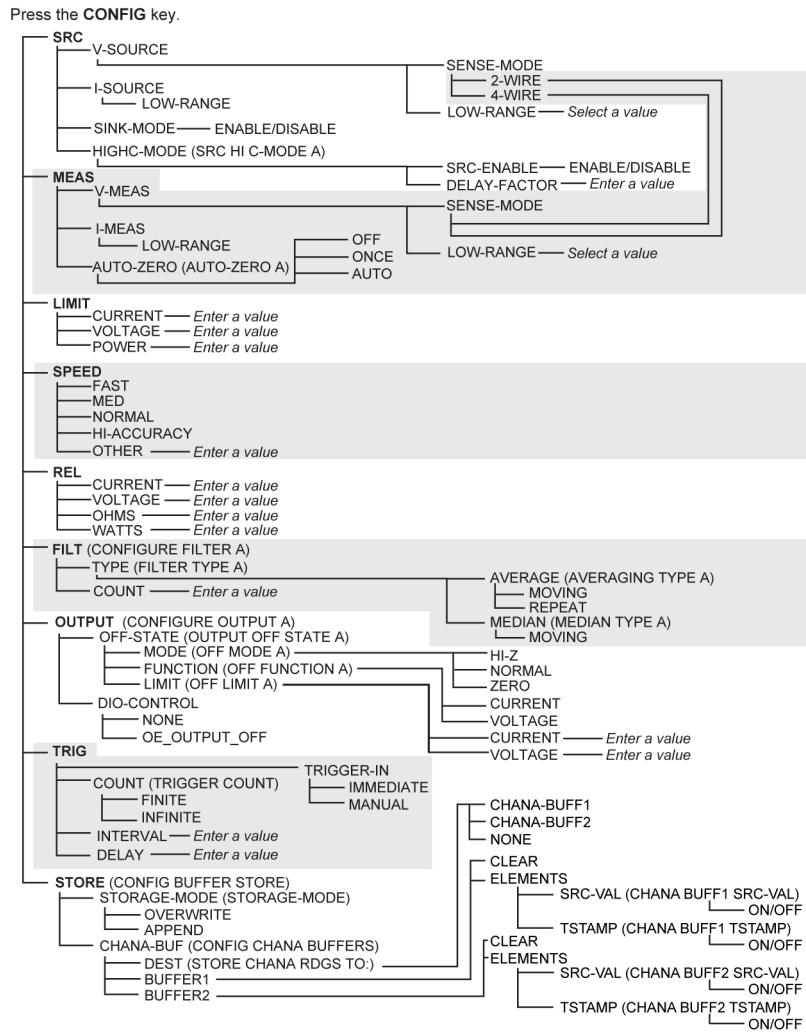 Press the CONFIG key.
SRC
V-SOURCE
SENSE-MODE
2-WIRE
4-WIRE
LOW-RANGE Select a value
I-SOURCE
LOW-RANGE
SINK-MODE ENABLE/DISABLE
HIGHC-MODE (SRC HI C-MODE A)
SRC-ENABLE ENABLE/DISABLE
DELAY-FACTOR Enter a value
MEAS
V-MEAS
SENSE-MODE
LOW-RANGE Select a value
I-MEAS
LOW-RANGE
AUTO-ZERO (AUTO-ZERO A)
OFF
ONCE
AUTO
LIMIT
CURRENT Enter a value
VOLTAGE Enter a value
POWER Enter a value
SPEED
FAST
MED
NORMAL
HI-ACCURACY
OTHER Enter a value
REL
CURRENT Enter a value
VOLTAGE Enter a value
OHMS Enter a value
WATTS Enter a value
FILT (CONFIGURE FILTER A)
TYPE (FILTER TYPE A)
AVERAGE (AVERAGING TYPE A)
MOVING
REPEAT
MEDIAN (MEDIAN TYPE A)
MOVING
COUNT Enter a value
OUTPUT (CONFIGURE OUTPUT A)
OFF-STATE (OUTPUT OFF STATE A)
MODE (OFF MODE A)
HI-Z
NORMAL
ZERO
FUNCTION (OFF FUNCTION A)
CURRENT
VOLTAGE
LIMIT (OFF LIMIT A)
CURRENT Enter a value
VOLTAGE Enter a value
DIO-CONTROL
NONE
OE_OUTPUT_OFF
TRIG
TRIGGER-IN
IMMEDIATE
MANUAL
COUNT (TRIGGER COUNT)
FINITE
INFINITE
INTERVAL Enter a value
DELAY Enter a value
STORE (CONFIG BUFFER STORE)
STORAGE-MODE (STORAGE-MODE)
OVERWRITE
APPEND
CHANA-BUF (CONFIG CHANA BUFFERS)
DEST (STORE CHANA RDGS TO:)
CHANA-BUFF1
CHANA-BUFF2
NONE
BUFFER1
CLEAR
ELEMENTS
SRC-VAL (CHANA BUFF1 SRC-VAL)
ON/OFF
TSTAMP (CHANA BUFF1 TSTAMP)
ON/OFF
BUFFER2
CLEAR
ELEMENTS
SRC-VAL (CHANA BUFF2 SRC-VAL)
ON/OFF
TSTAMP (CHANA BUFF2 TSTAMP)
ON/OFF